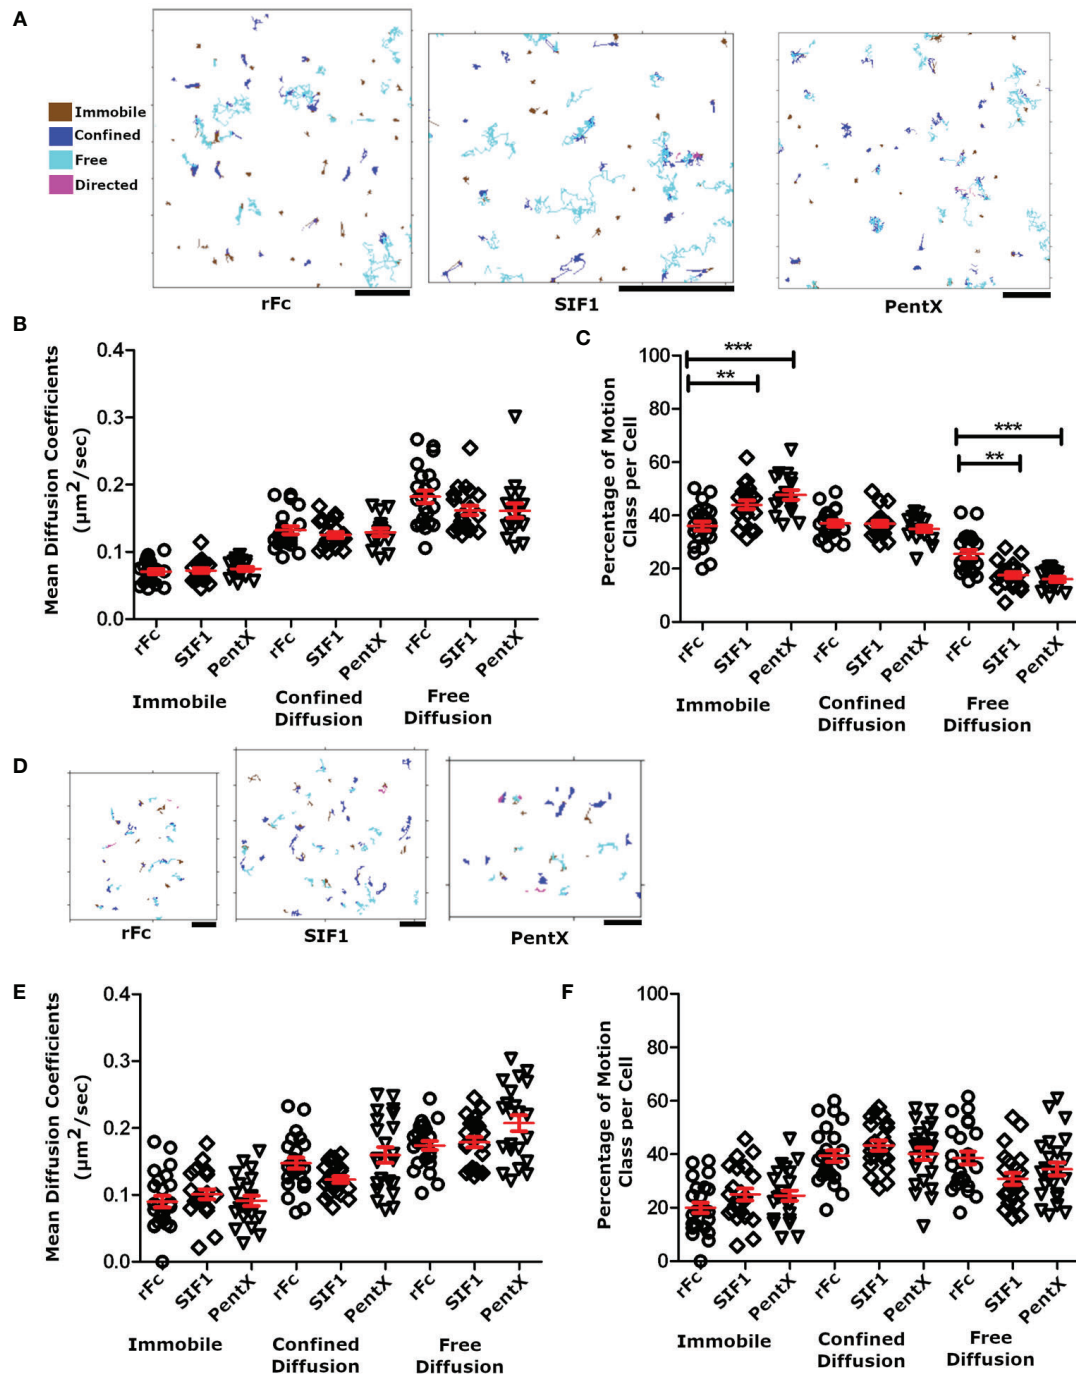 A
Immobile
Confined
Free
Directed
rFc
SIF1
PentX
B
Mean Diffusion Coefficients
(µm²/sec)
0.4
0.3
0.2
0.1
0.0
rFc
SIF1
PentX
rFc
SIF1
PentX
rFc
SIF1
PentX
Immobile
Confined
Diffusion
Free
Diffusion
C
Percentage of Motion
Class per Cell
100
80
60
40
20
0
***
**
***
**
rFc
SIF1
PentX
rFc
SIF1
PentX
rFc
SIF1
PentX
Immobile
Confined
Diffusion
Free
Diffusion
D
rFc
SIF1
PentX
E
Mean Diffusion Coefficients
(µm²/sec)
0.4
0.3
0.2
0.1
0.0
rFc
SIF1
PentX
rFc
SIF1
PentX
rFc
SIF1
PentX
Immobile
Confined
Diffusion
Free
Diffusion
F
Percentage of Motion
Class per Cell
100
80
60
40
20
0
rFc
SIF1
PentX
rFc
SIF1
PentX
rFc
SIF1
PentX
Immobile
Confined
Diffusion
Free
Diffusion